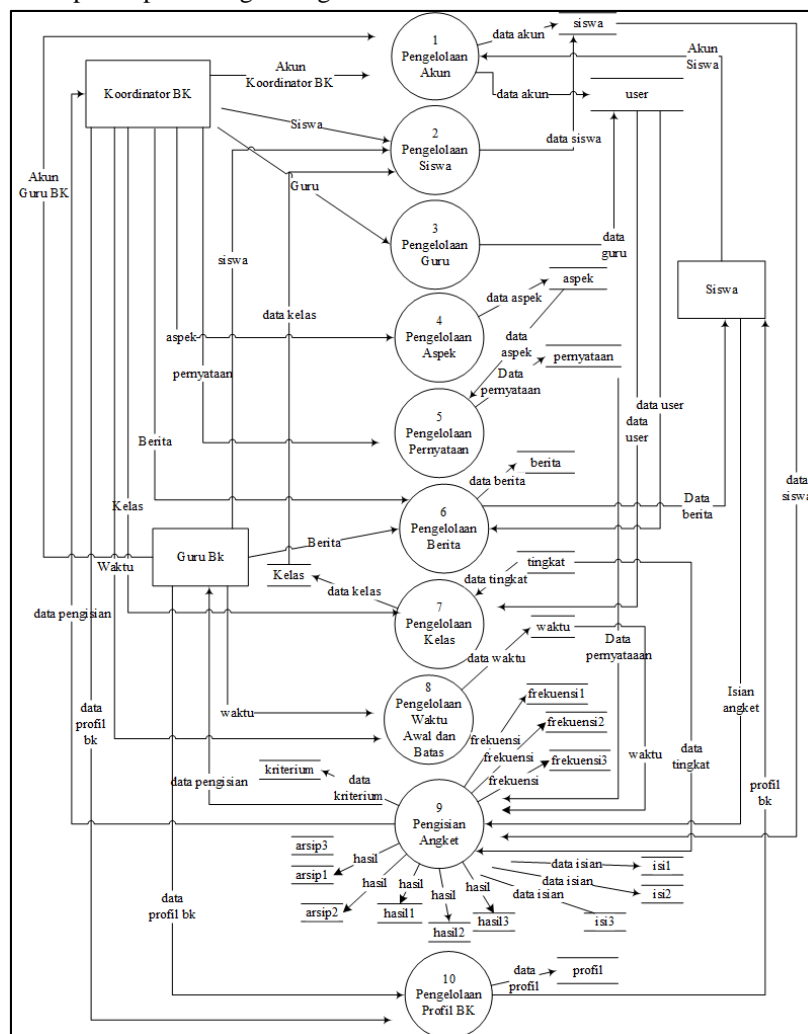 data akun
siswa
1
Pengelolaan
Akun
Akun
Koordinator BK
Akun
Siswa
Koordinator BK
data akun
user
Siswa
2
Pengelolaan
Siswa
data siswa
Akun
Guru BK
Guru
3
Pengelolaan
Guru
data
guru
siswa
Siswa
data aspek
aspek
data kelas
4
Pengelolaan
Aspek
aspek
data
aspek
pernyataan
Data
pernyataan
pernyataan
5
Pengelolaan
Pernyataan
data user
data
user
Berita
berita
data berita
data
siswa
Kelas
6
Pengelolaan
Berita
Data
berita
Guru Bk
Berita
Waktu
Kelas
data kelas
data tingkat
tingkat
data pengisian
7
Pengelolaan
Kelas
waktu
Data
pernyataaan
data waktu
8
Pengelolaan
Waktu
Awal dan
Batas
Isian
angket
data
profil
bk
waktu
frekuensi1
frekuensi2
frekuensi
frekuensi
frekuensi3
frekuensi
waktu
data
tingkat
data pengisian
kriterium
data
kriterium
profil
bk
9
Pengisian
Angket
arsip3
arsip1
hasil
hasil
arsip2
hasil
hasil1
hasil
hasil2
hasil
hasil3
data isian
isi1
data isian
isi2
data isian
isi3
data
profil bk
10
Pengelolaan
Profil BK
data
profil
profil